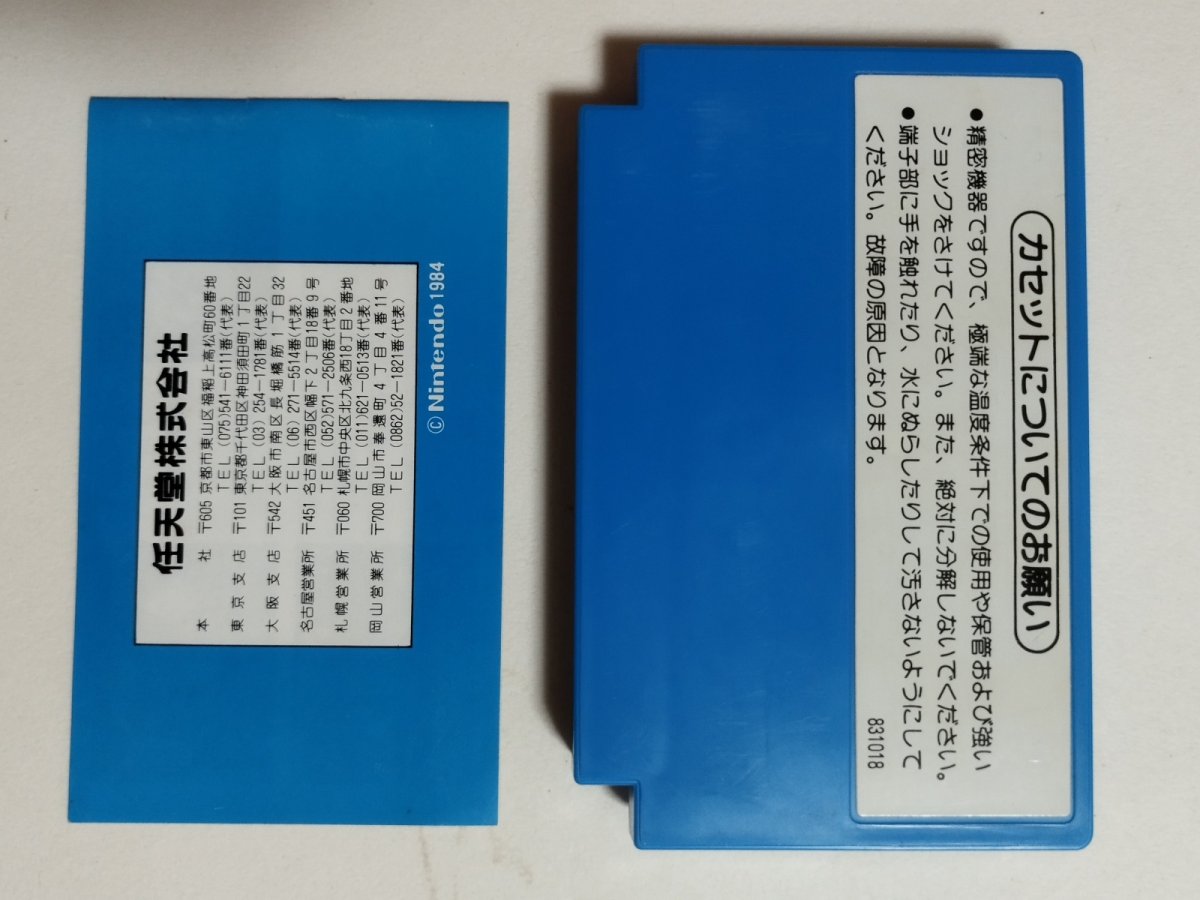 任天堂株式会社
本社 〒605 京都市東山区福稲上高松町60番地
TEL (075)541-6111番(代表)
東京支店 〒101 東京都千代田区神田須田町1丁目22
TEL (03)254-1781番(代表)
大阪支店 〒542 大阪市南区長堀橋筋1丁目32
TEL (06)271-5514番(代表)
名古屋営業所 〒451 名古屋市西区幅下2丁目18番9号
TEL (052)571-2506番(代表)
札幌営業所 〒060 札幌市中央区北九条西18丁目2番地
TEL (011)621-0513番(代表)
岡山営業所 〒700 岡山市奉還町4丁目4番11号
TEL (0862)52-1821番(代表)
©Nintendo 1984
カセットについてのお願い
●精密機器ですので、極端な温度条件下での使用や保管および強い
ショックをさけてください。また、絶対に分解しないでください。
●端子部に手を触れたり、水にぬらしたりして汚さないようにして
ください。故障の原因となります。
831018